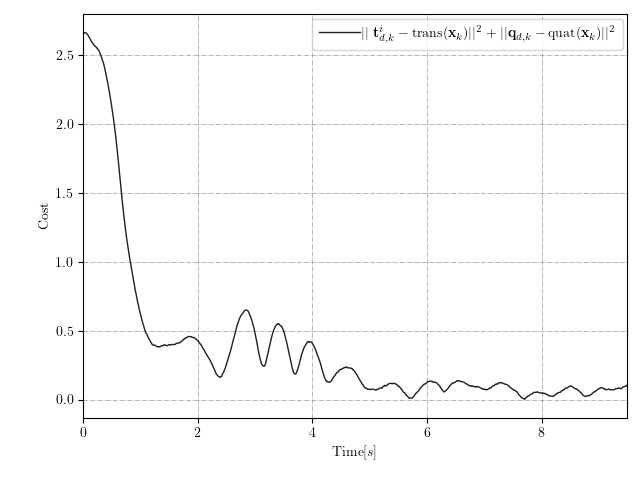 || t^i_{d,k} − trans(x_k)||² + ||q_{d,k} − quat(x_k)||²
2.5
2.0
1.5
1.0
0.5
0.0
Cost
0 2 4 6 8
Time[s]